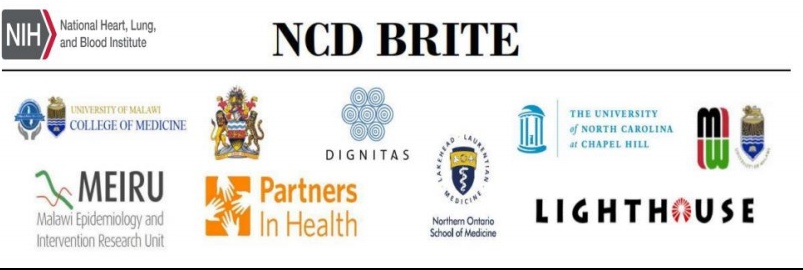 NIH
National Heart, Lung,
and Blood Institute
NCD BRITE
UNIVERSITY OF MALAWI
COLLEGE OF MEDICINE
DIGNITAS
LAKEHEAD · LAURENTIAN
MEDICINE
Northern Ontario
School of Medicine
THE UNIVERSITY
of NORTH CAROLINA
at CHAPEL HILL
MEIRU
Malawi Epidemiology and
Intervention Research Unit
Partners
In Health
LIGHTHOUSE